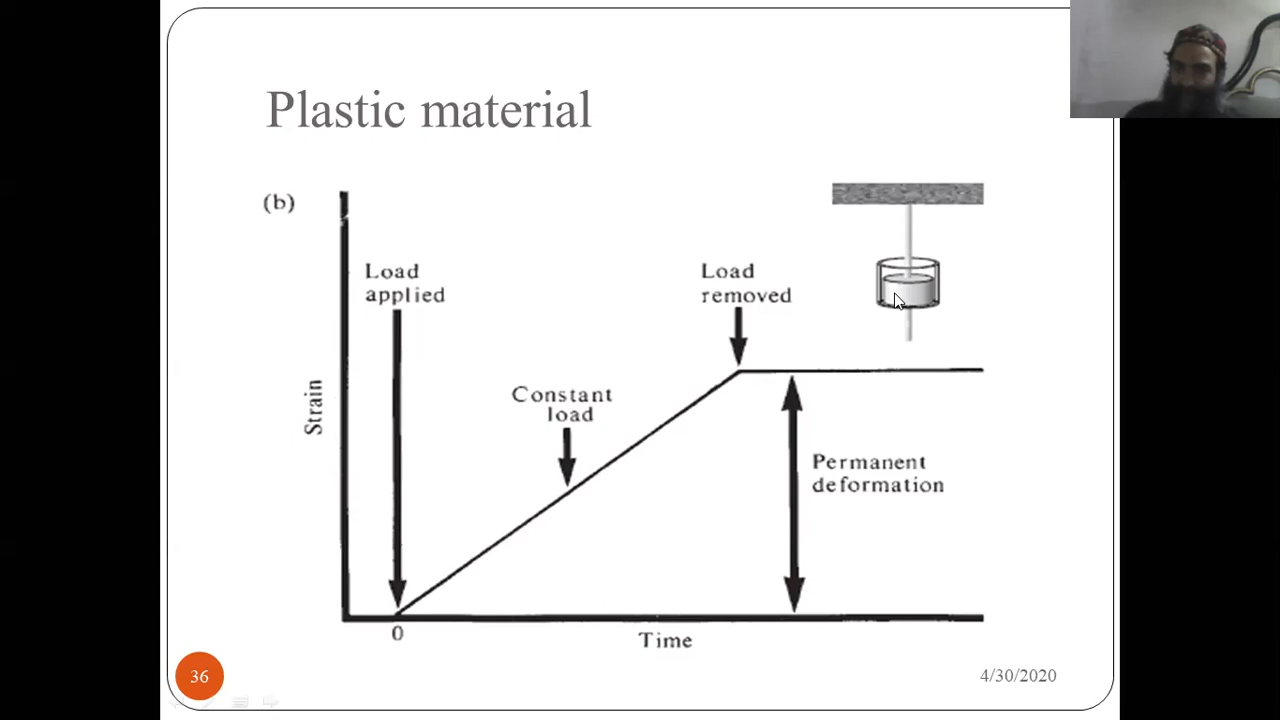 Plastic material
(b)
Load
applied
Load
removed
Constant
load
Strain
Permanent
deformation
0
Time
36
4/30/2020